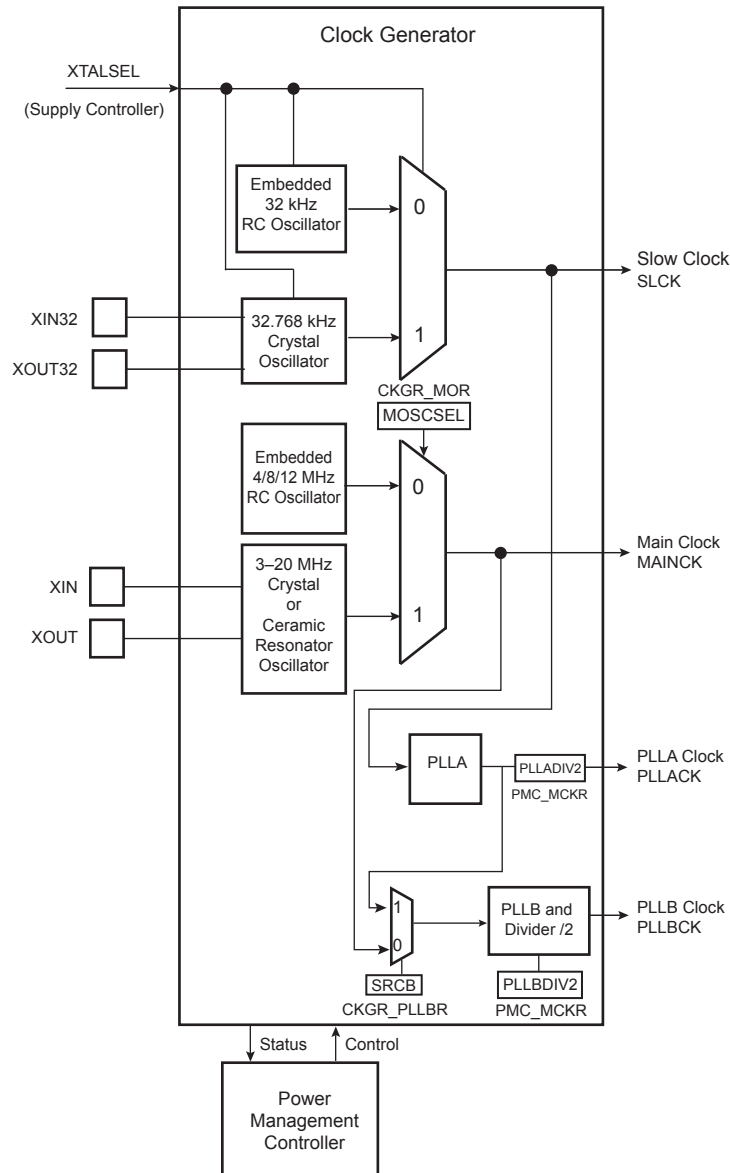 Clock Generator
XTALSEL
(Supply Controller)
Embedded
32 kHz
RC Oscillator
0
Slow Clock
SLCK
XIN32
32.768 kHz
Crystal
Oscillator
1
XOUT32
CKGR_MOR
MOSCSEL
Embedded
4/8/12 MHz
RC Oscillator
0
Main Clock
MAINCK
XIN
3–20 MHz
Crystal
or
Ceramic
Resonator
Oscillator
1
XOUT
PLLA
PLLADIV2
PMC_MCKR
PLLA Clock
PLLACK
1
0
PLLB and
Divider /2
PLLB Clock
PLLBCK
SRCB
CKGR_PLLBR
PLLBDIV2
PMC_MCKR
Status
Control
Power
Management
Controller